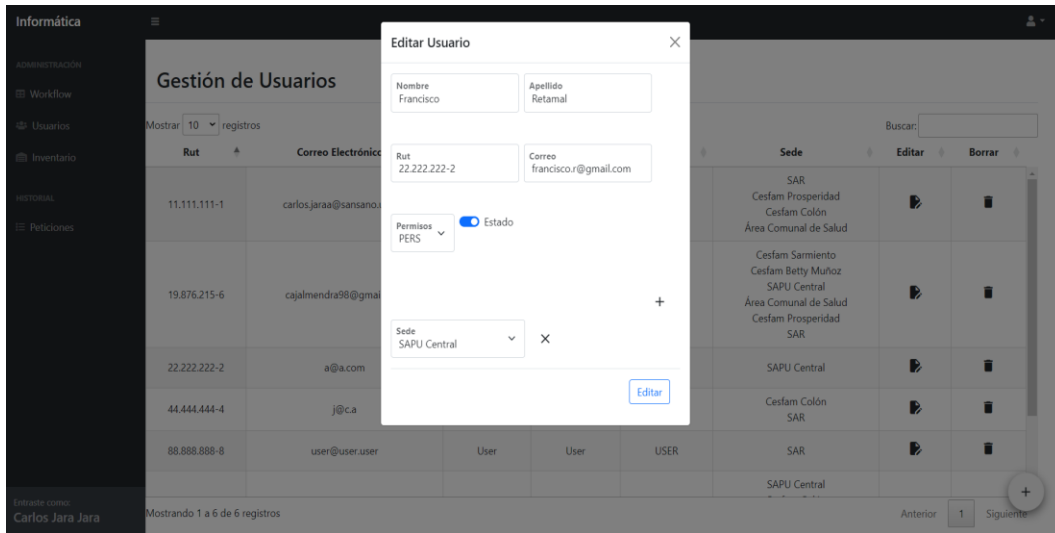 Informática
ADMINISTRACIÓN
Workflow
Usuarios
Inventario
HISTORIAL
Peticiones
Entraste como:
Carlos Jara Jara
Gestión de Usuarios
Mostrar 10 registros
Buscar:
Rut Correo Electrónico Sede Editar Borrar
11.111.111-1 carlos.jaraa@sansano.
SAR
Cesfam Prosperidad
Cesfam Colón
Área Comunal de Salud
19.876.215-6 cajalmendra98@gmai
Cesfam Sarmiento
Cesfam Betty Muñoz
SAPU Central
Área Comunal de Salud
Cesfam Prosperidad
SAR
22.222.222-2 a@a.com SAPU Central
44.444.444-4 j@c.a
Cesfam Colón
SAR
88.888.888-8 user@user.user User User USER SAR
SAPU Central
Mostrando 1 a 6 de 6 registros
Anterior 1 Siguiente
+
Editar Usuario
Nombre Apellido
Francisco Retamal
Rut Correo
22.222.222-2 francisco.r@gmail.com
Permisos Estado
PERS
+
Sede
SAPU Central
Editar